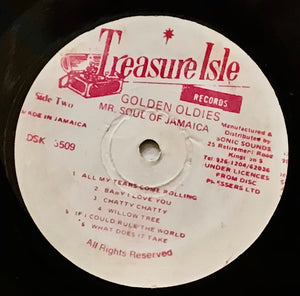 Treasure Isle
RECORDS
GOLDEN OLDIES
MR. SOUL OF JAMAICA
Side Two
MADE IN JAMAICA
DSK 3509
Manufactured &
Distributed by
SONIC SOUNDS
25 Retirement Road
Kingston 5
Tel: 926-1204/62036
UNDER LICENCES
FROM DISC
PRESSERS LTD
1 ALL MY TEARS COME ROLLING
2 BABY I LOVE YOU
3 CHATTY CHATTY
4 WILLOW TREE
5 IF I COULD RULE THE WORLD
6 WHAT DOES IT TAKE
All Rights Reserved